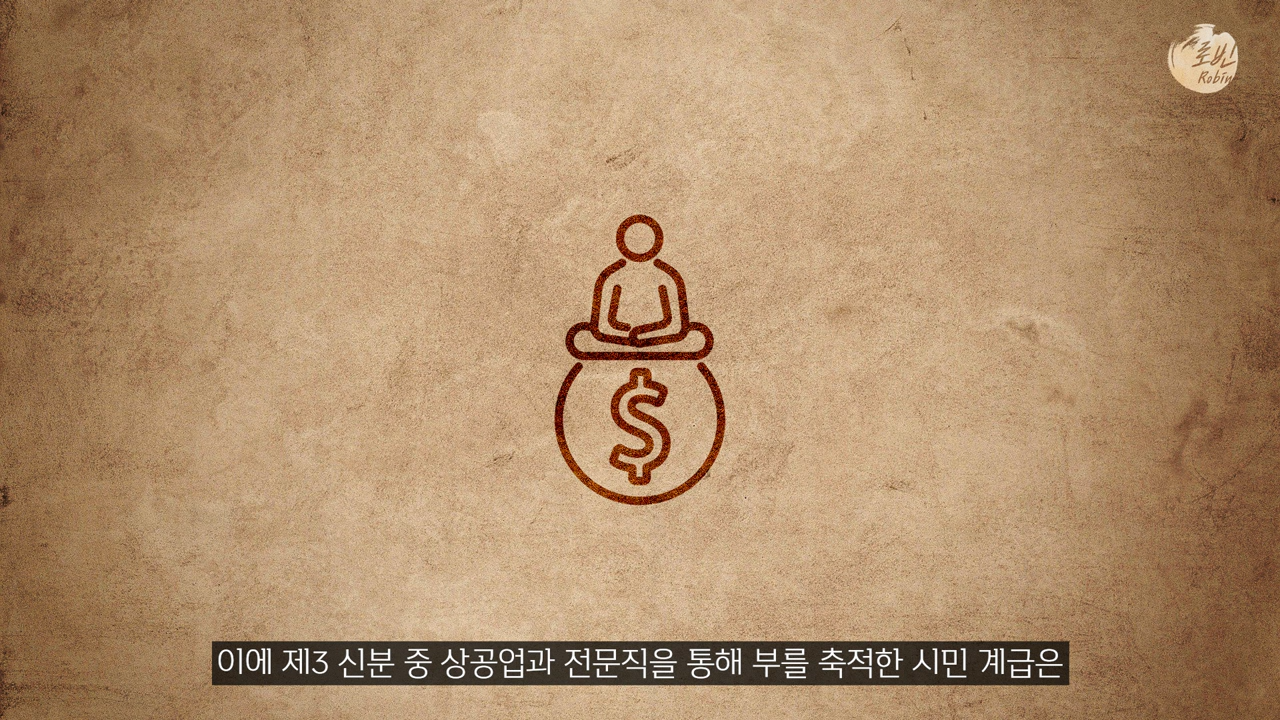 로빈
Robin
$
이에 제3 신분 중 상공업과 전문직을 통해 부를 축적한 시민 계급은